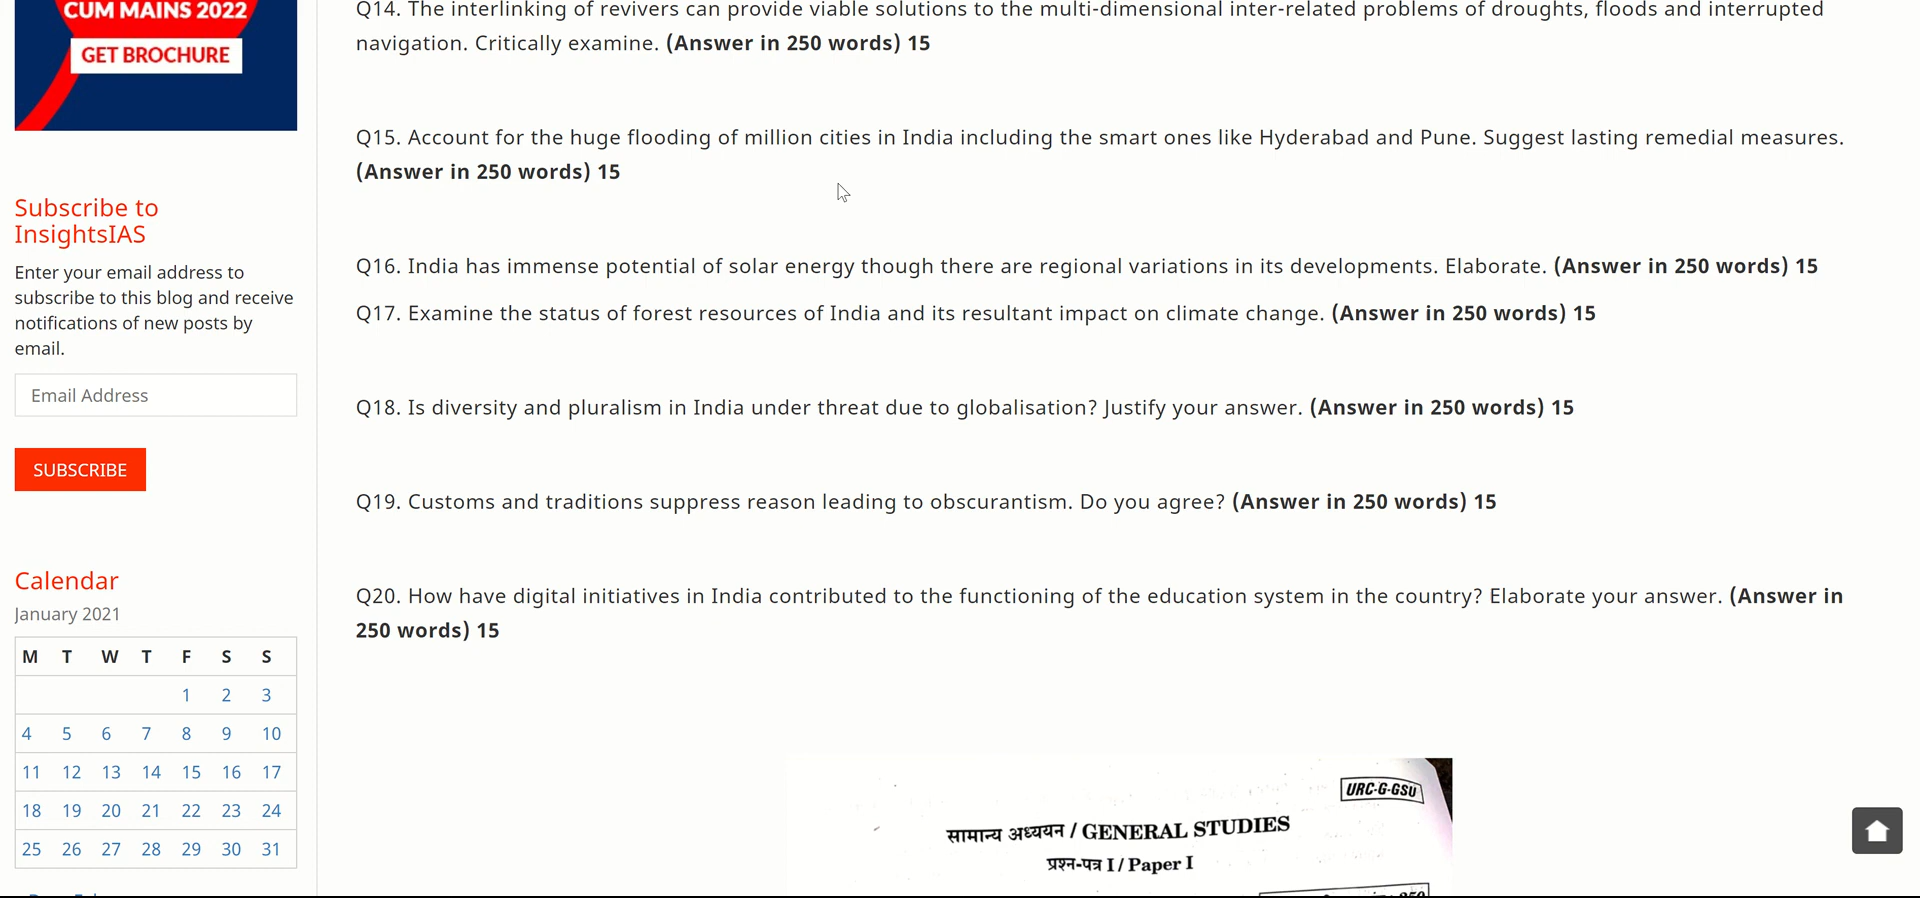 CUM MAINS 2022
GET BROCHURE
Subscribe to
InsightsIAS
Enter your email address to
subscribe to this blog and receive
notifications of new posts by
email.
Email Address
SUBSCRIBE
Calendar
January 2021
M T W T F S S
1 2 3
4 5 6 7 8 9 10
11 12 13 14 15 16 17
18 19 20 21 22 23 24
25 26 27 28 29 30 31
Q14. The interlinking of revivers can provide viable solutions to the multi-dimensional inter-related problems of droughts, floods and interrupted
navigation. Critically examine. (Answer in 250 words) 15
Q15. Account for the huge flooding of million cities in India including the smart ones like Hyderabad and Pune. Suggest lasting remedial measures.
(Answer in 250 words) 15
Q16. India has immense potential of solar energy though there are regional variations in its developments. Elaborate. (Answer in 250 words) 15
Q17. Examine the status of forest resources of India and its resultant impact on climate change. (Answer in 250 words) 15
Q18. Is diversity and pluralism in India under threat due to globalisation? Justify your answer. (Answer in 250 words) 15
Q19. Customs and traditions suppress reason leading to obscurantism. Do you agree? (Answer in 250 words) 15
Q20. How have digital initiatives in India contributed to the functioning of the education system in the country? Elaborate your answer. (Answer in
250 words) 15
URC-G-GSU
सामान्य अध्ययन / GENERAL STUDIES
प्रश्न-पत्र I / Paper I